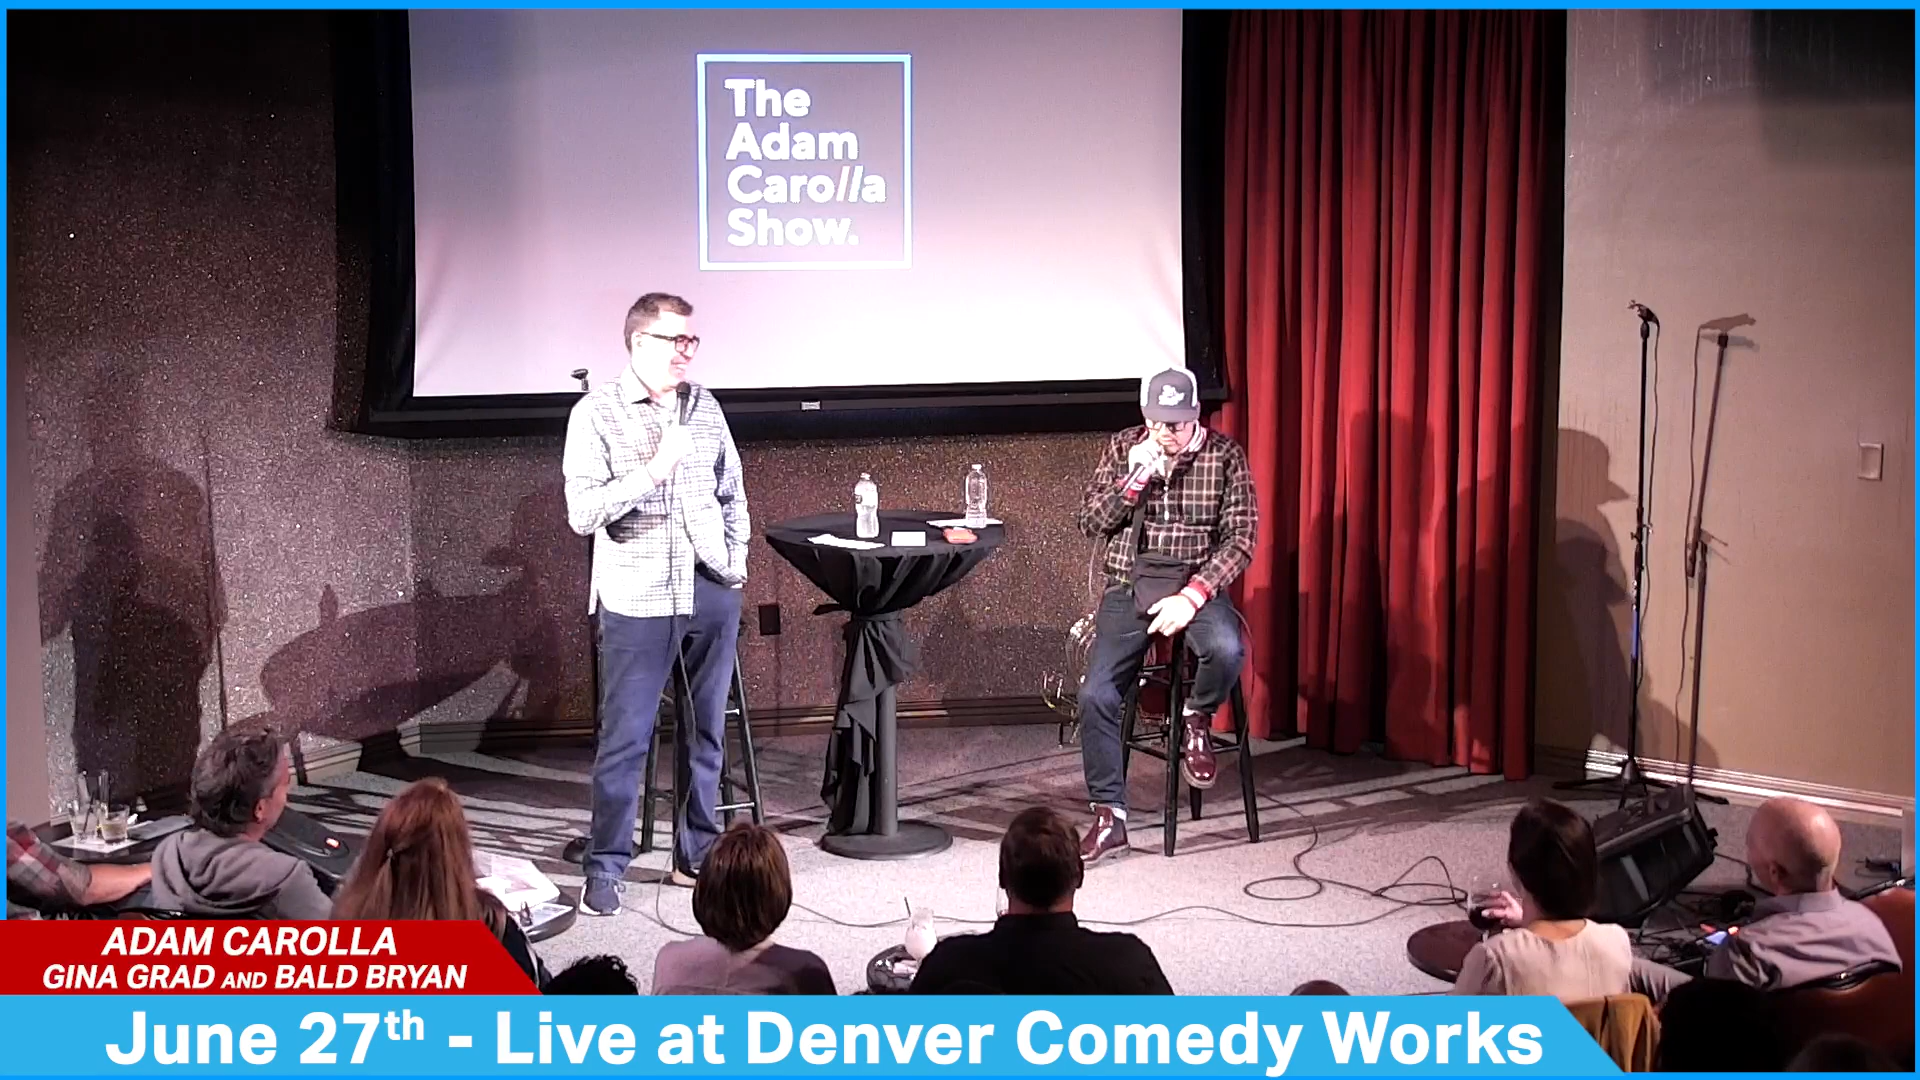 The
Adam
Carolla
Show.
ADAM CAROLLA
GINA GRAD AND BALD BRYAN
June 27th - Live at Denver Comedy Works